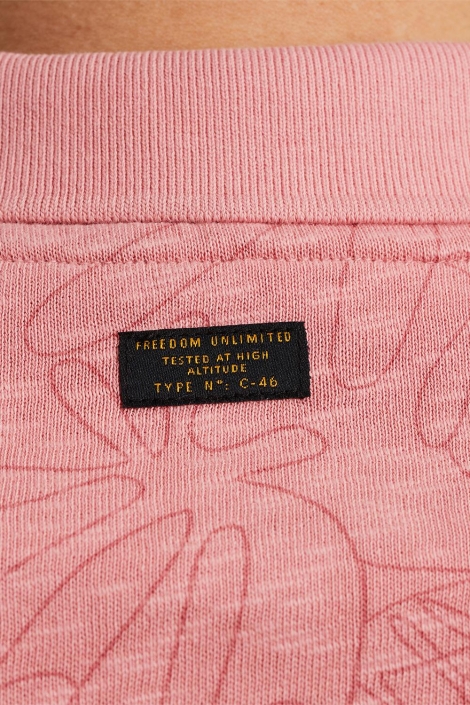 FREEDOM UNLIMITED
TESTED AT HIGH
ALTITUDE
TYPE Nº: C-46